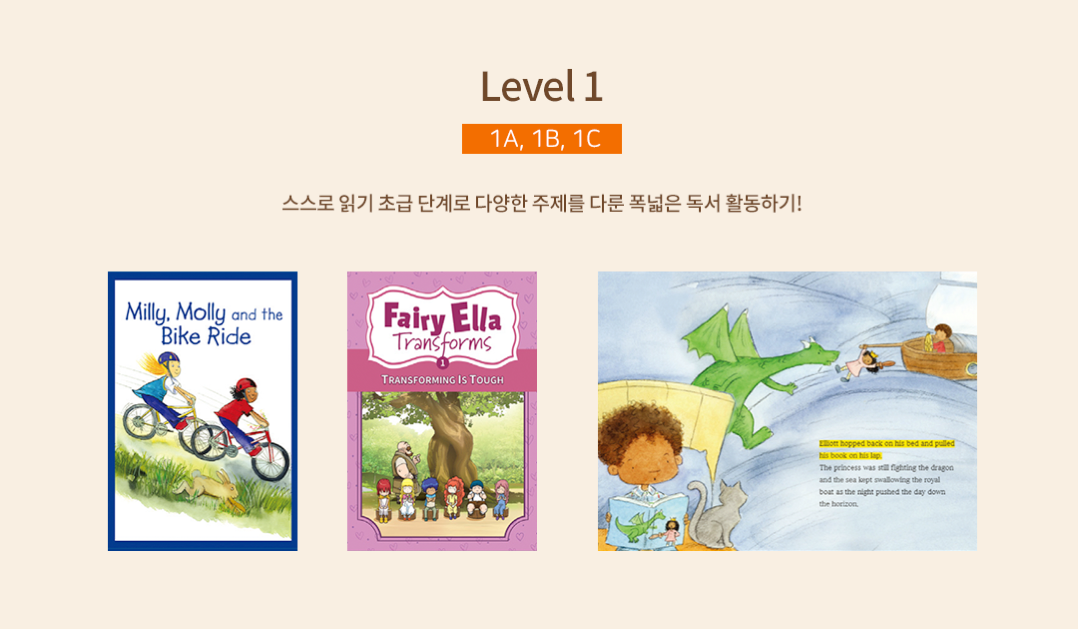 Level 1
1A, 1B, 1C
스스로 읽기 초급 단계로 다양한 주제를 다룬 폭넓은 독서 활동하기!
Milly, Molly and the
Bike Ride
Fairy Ella
Transforms
1
TRANSFORMING IS TOUGH
Elliott hopped back on his bed and pulled
his book on his lap.
The princess was still fighting the dragon
and the sea kept swallowing the royal
boat as the night pushed the day down
the horizon.